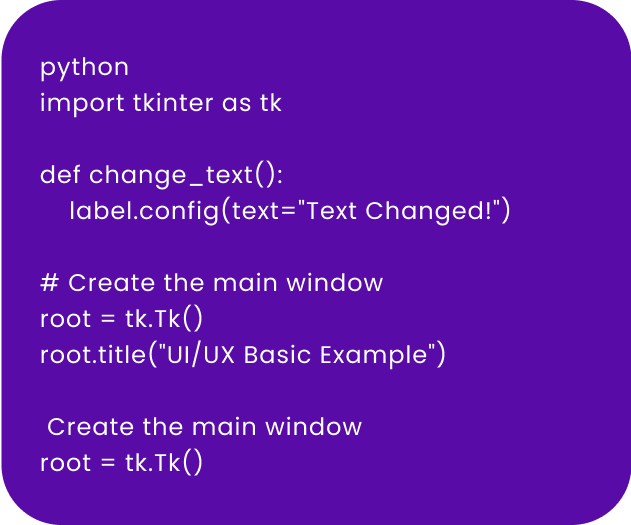 python
import tkinter as tk

def change_text():
    label.config(text="Text Changed!")

# Create the main window
root = tk.Tk()
root.title("UI/UX Basic Example")

 Create the main window
root = tk.Tk()